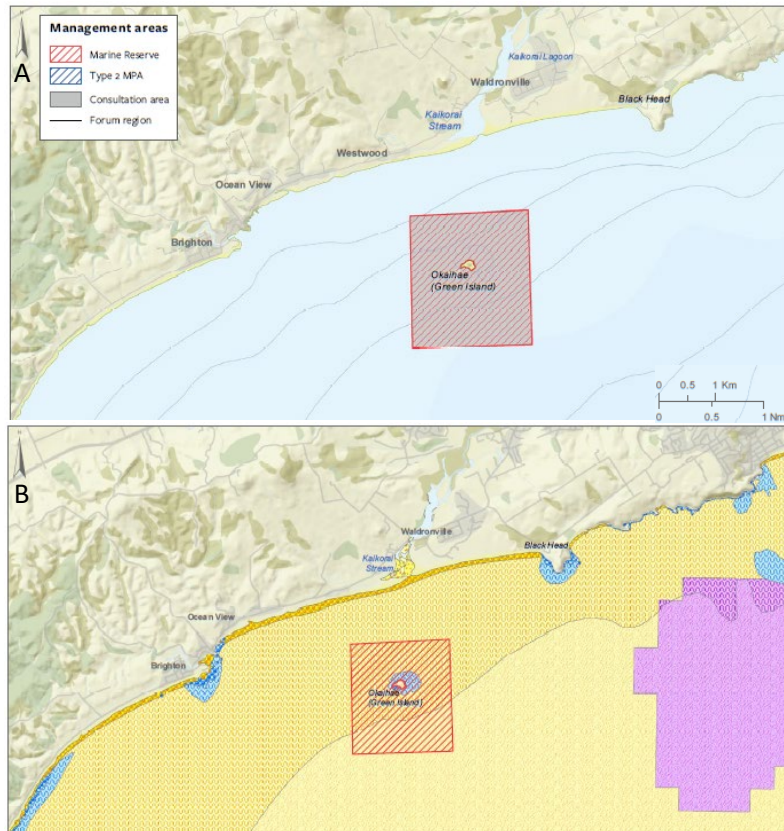 A
Management areas
Marine Reserve
Type 2 MPA
Consultation area
Forum region
Kaikorai Lagoon
Waldronville
Black Head
Kaikorai
Stream
Westwood
Ocean View
Brighton
Okaihae
(Green Island)
0 0.5 1 Km
0 0.5 1 Nm
B
Waldronville
Black Head
Kaikorai
Stream
Ocean View
Brighton
Okaihae
(Green Island)